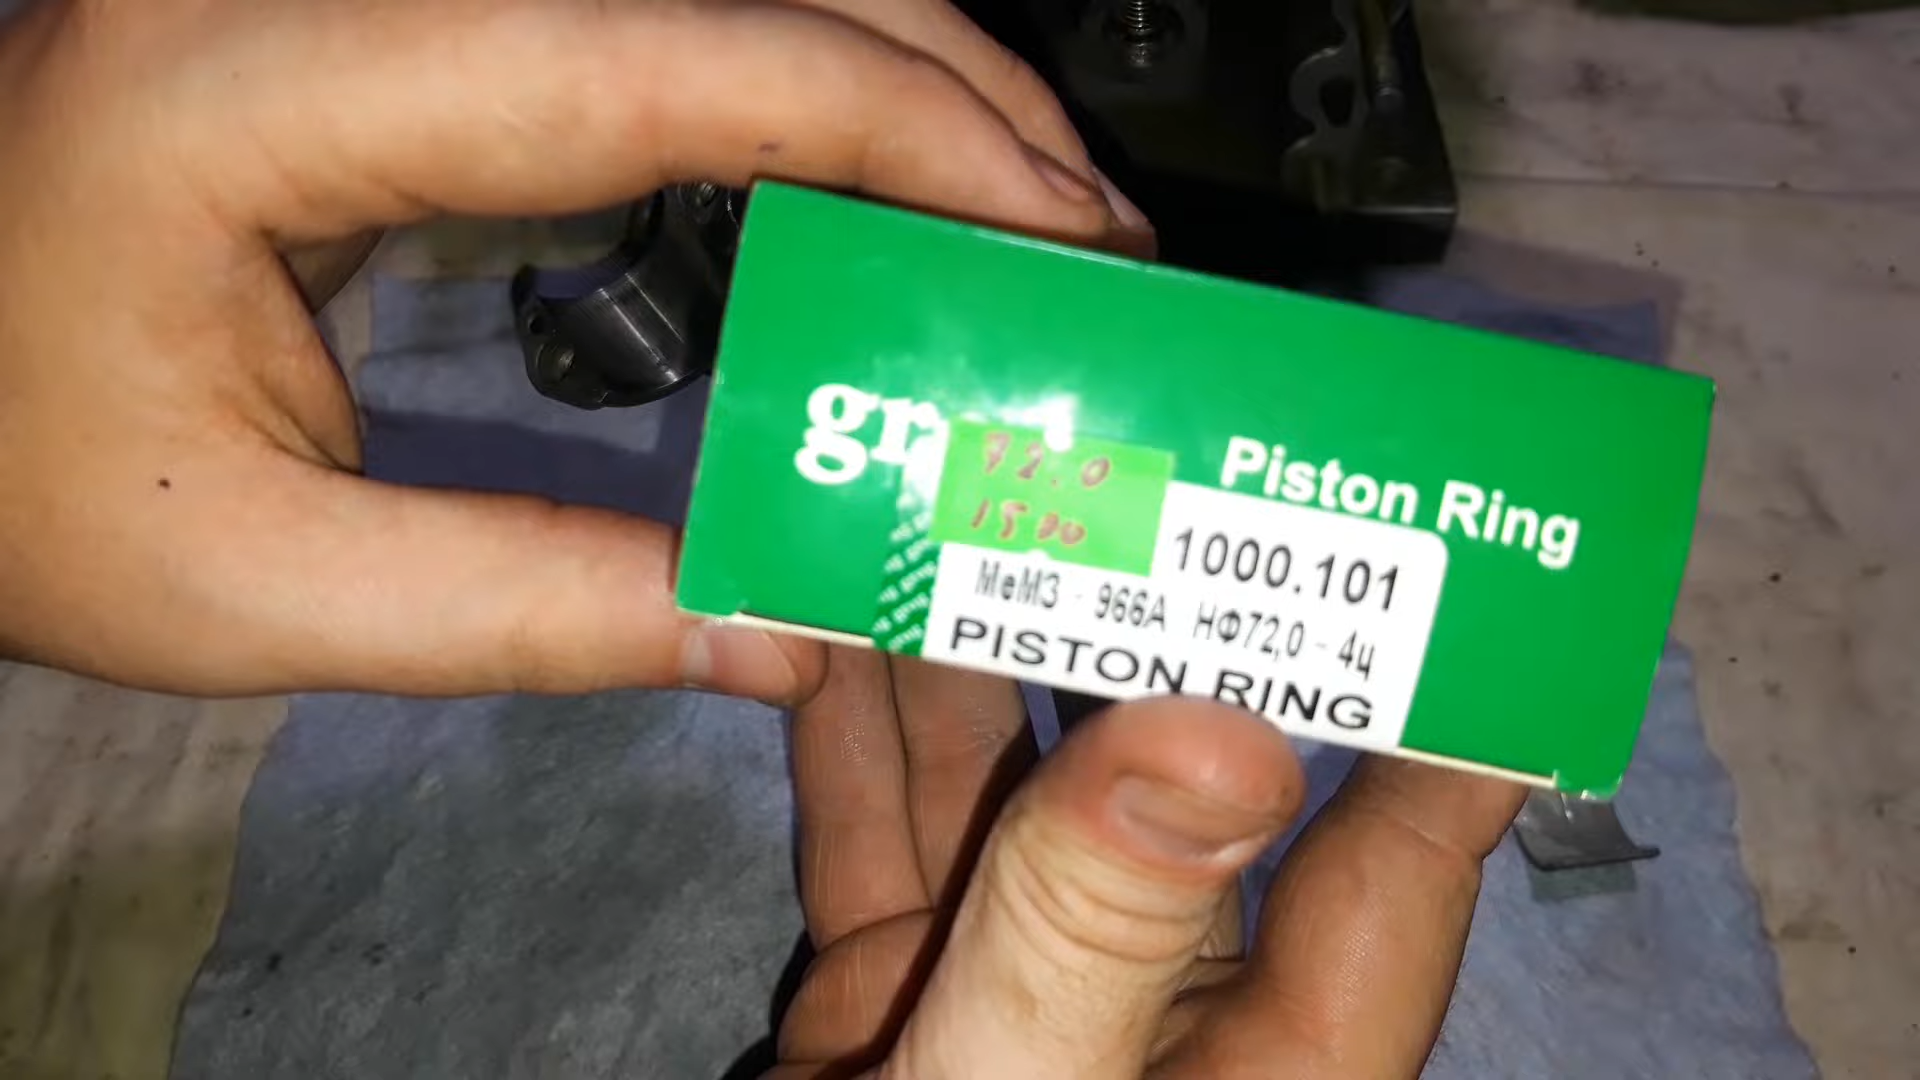 Piston Ring
72.0
1500
1000.101
МеМЗ - 966А НФ72,0 - 4ц
PISTON RING